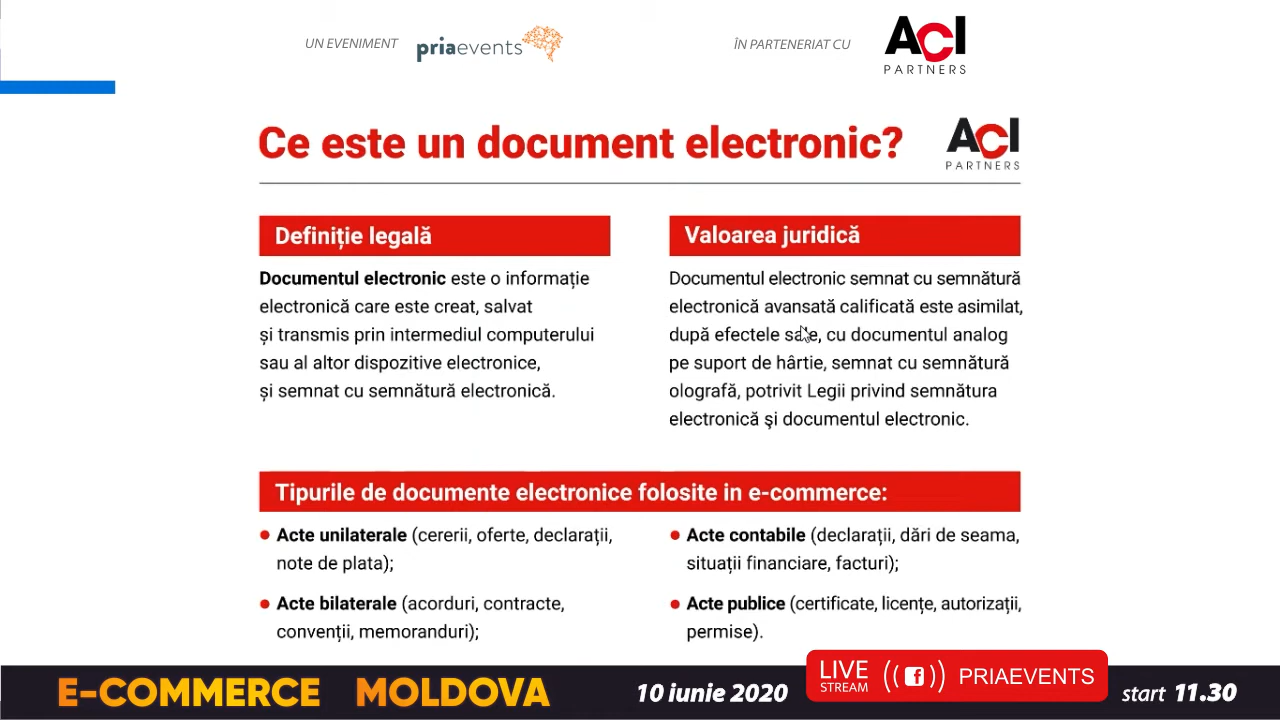 UN EVENIMENT priaevents ÎN PARTENERIAT CU ACI PARTNERS
Ce este un document electronic? ACI PARTNERS
Definiție legală
Documentul electronic este o informație
electronică care este creat, salvat
și transmis prin intermediul computerului
sau al altor dispozitive electronice,
și semnat cu semnătură electronică.
Valoarea juridică
Documentul electronic semnat cu semnătură
electronică avansată calificată este asimilat,
după efectele sale, cu documentul analog
pe suport de hârtie, semnat cu semnătură
olografă, potrivit Legii privind semnătura
electronică şi documentul electronic.
Tipurile de documente electronice folosite in e-commerce:
Acte unilaterale (cererii, oferte, declarații,
note de plata);
Acte bilaterale (acorduri, contracte,
convenții, memoranduri);
Acte contabile (declarații, dări de seama,
situații financiare, facturi);
Acte publice (certificate, licențe, autorizații,
permise).
E-COMMERCE MOLDOVA 10 iunie 2020 LIVE STREAM f PRIAEVENTS start 11.30